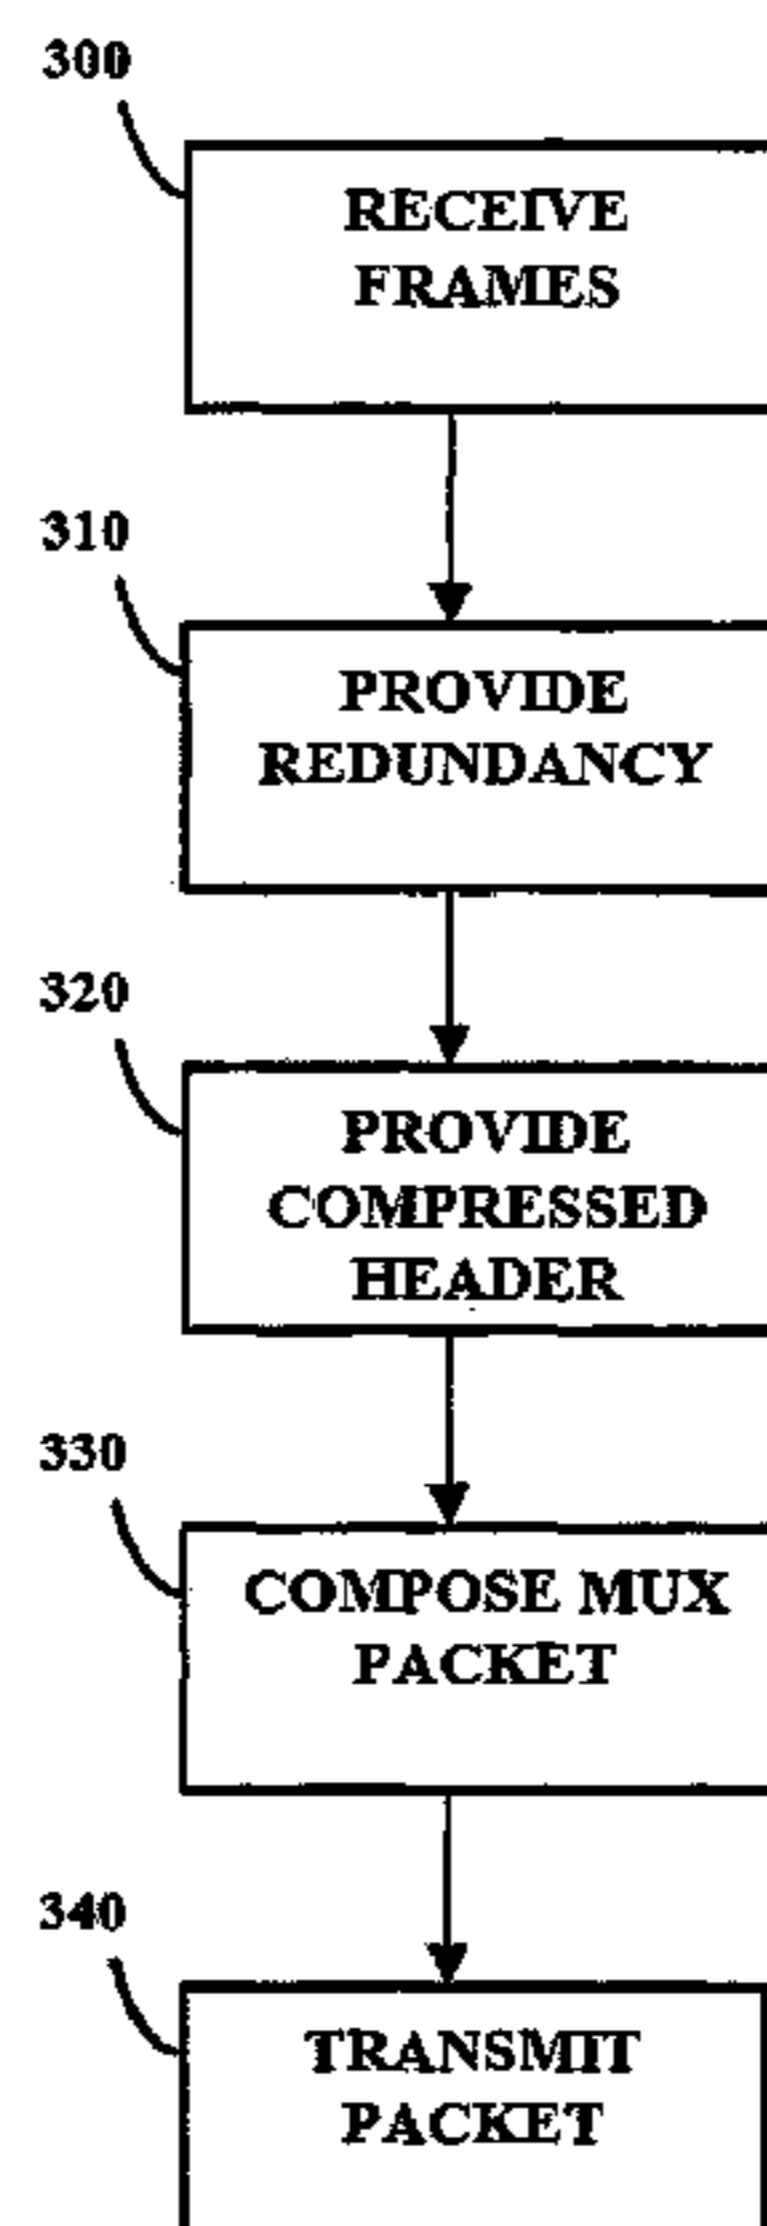 300
RECEIVE
FRAMES
310
PROVIDE
REDUNDANCY
320
PROVIDE
COMPRESSED
HEADER
330
COMPOSE MUX
PACKET
340
TRANSMIT
PACKET